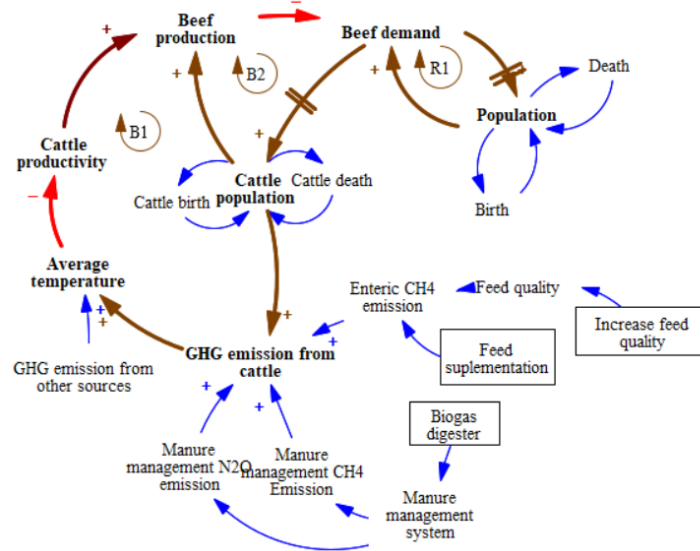 Beef
production
Beef demand
B2
R1
Death
Population
Birth
B1
Cattle
productivity
Cattle
population
Cattle birth
Cattle death
Average
temperature
GHG emission from
other sources
GHG emission from
cattle
Enteric CH4
emission
Feed quality
Increase feed
quality
Feed
suplementation
Biogas
digester
Manure
management N2O
emission
Manure
management CH4
Emission
Manure
management
system
+
−
+
+
+
−
+
+
+
+
+
+